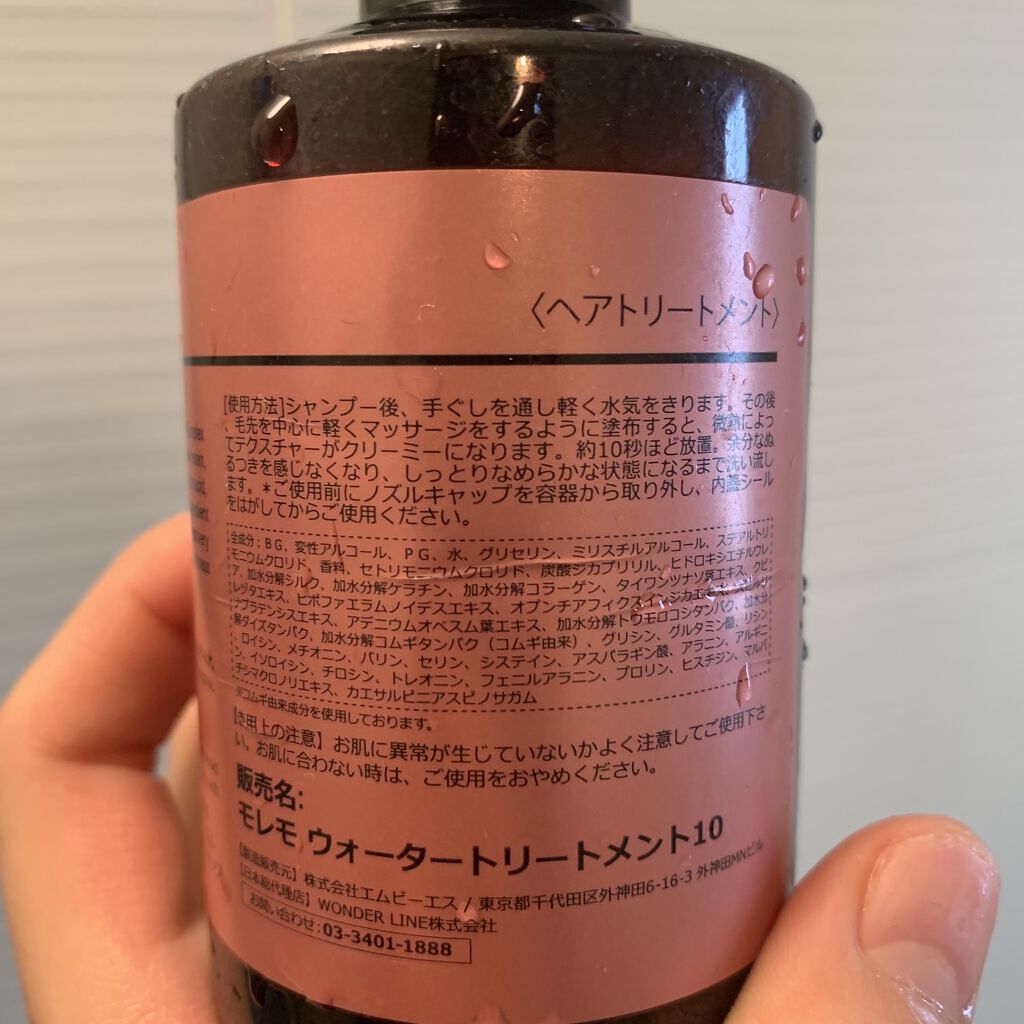 〈ヘアトリートメント〉
[使用方法]シャンプー後、手ぐしを通し軽く水気をきります。その後
、毛先を中心に軽くマッサージをするように塗布すると、微熱によっ
てテクスチャーがクリーミーになります。約10秒ほど放置。余分なぬ
るつきを感じなくなり、しっとりなめらかな状態になるまで洗い流し
ます。＊ご使用前にノズルキャップを容器から取り外し、内蓋シール
をはがしてからご使用ください。
全成分：BG、変性アルコール、PG、水、グリセリン、ミリスチルアルコール、ステアルトリ
モニウムクロリド、香料、セトリモニウムクロリド、炭酸ジカプリリル、ヒドロキシエチルウレ
ア、加水分解シルク、加水分解ケラチン、加水分解コラーゲン、タイワンツナソ葉エキス、クビ
レヅタエキス、ヒポファエラムノイデスエキス、オプンチアフィクスインジカエキス、
ナプラテンシスエキス、アデニウムオベスム葉エキス、加水分解トウモロコシタンパク、加水分
解ダイズタンパク、加水分解コムギタンパク（コムギ由来）、グリシン、グルタミン酸、リシン
、ロイシン、メチオニン、バリン、セリン、システイン、アスパラギン酸、アラニン、アルギニ
ン、イソロイシン、チロシン、トレオニン、フェニルアラニン、プロリン、ヒスチジン、マルバ
チシマクロノリエキス、カエサルピニアスピノサガム
※コムギ由来成分を使用しております。
【使用上の注意】お肌に異常が生じていないかよく注意してご使用下さ
い。お肌に合わない時は、ご使用をおやめください。
販売名:
モレモ ウォータートリートメント10
【製造販売元】株式会社エムビーエス / 東京都千代田区外神田6-16-3 外神田MNビル
【日本総代理店】WONDER LINE株式会社
お問い合わせ:03-3401-1888